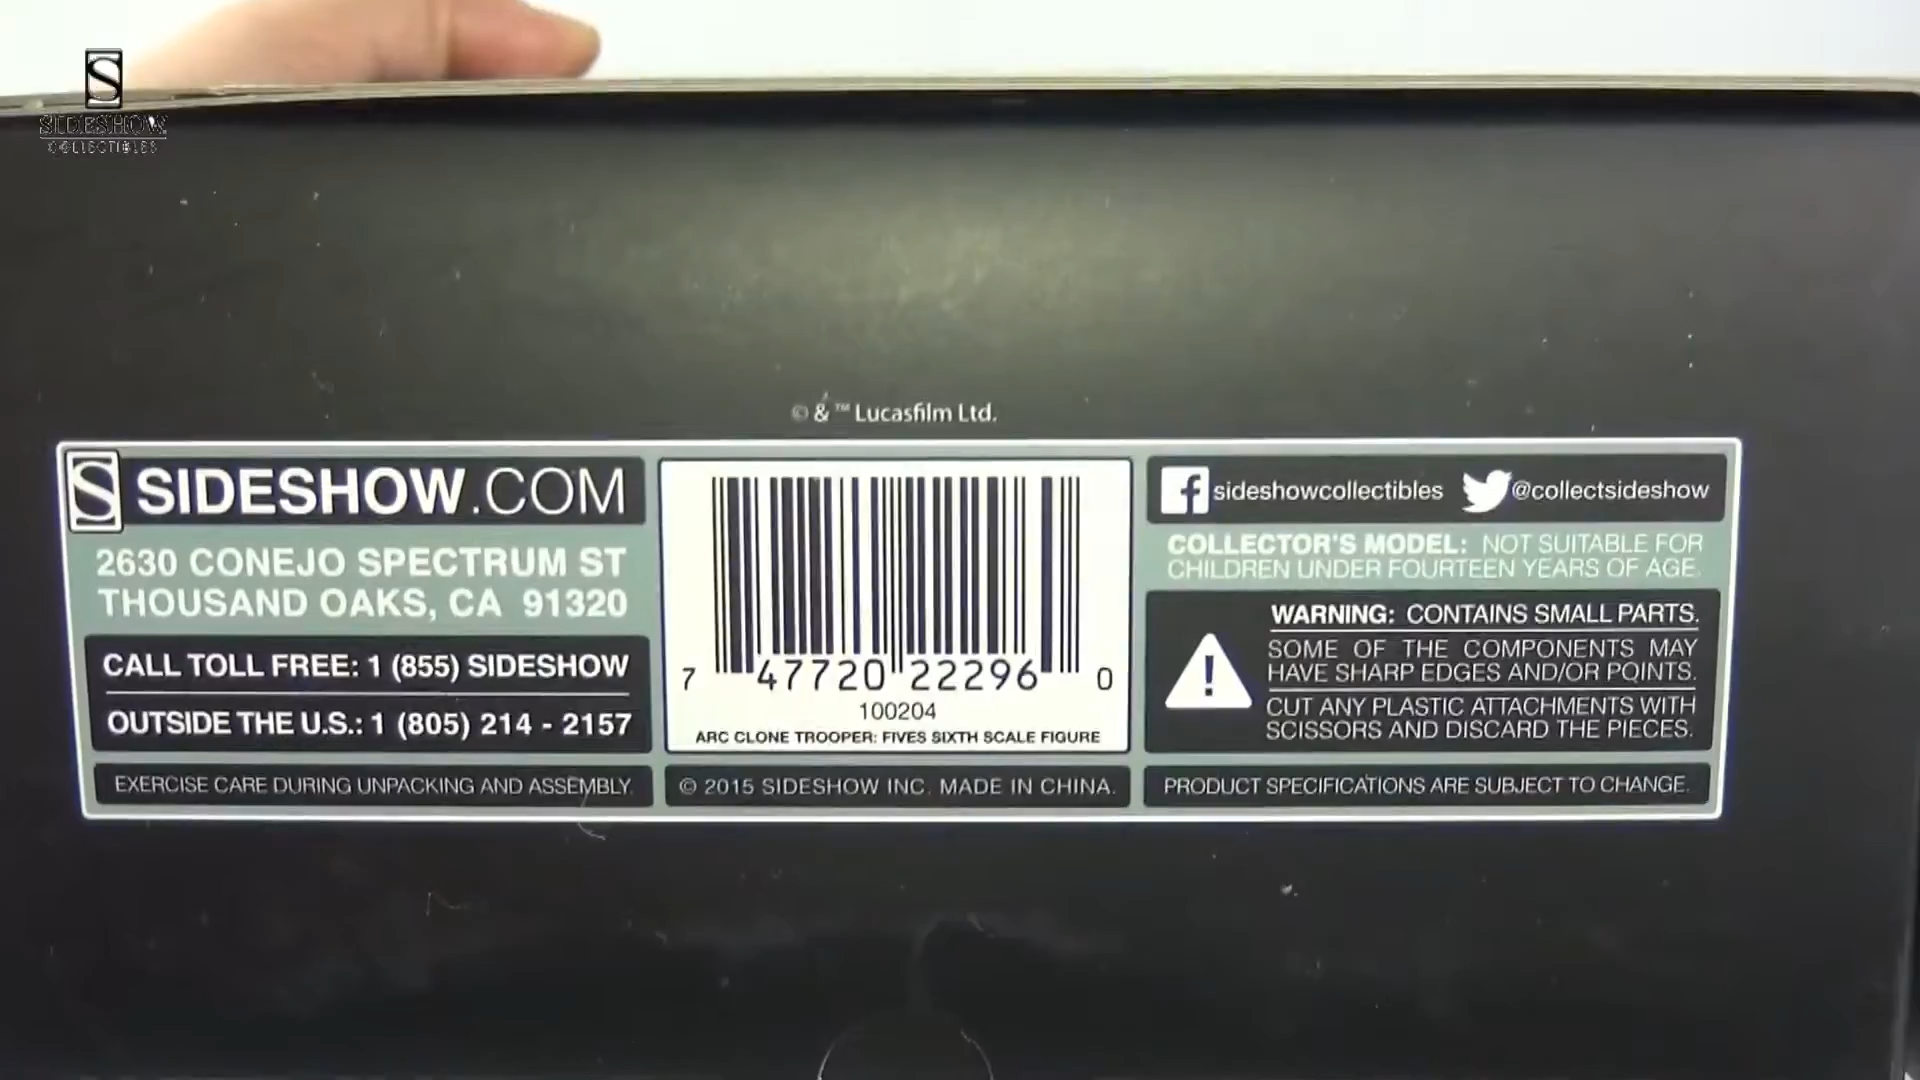 S
SIDESHOW
COLLECTIBLES
© & ™ Lucasfilm Ltd.
S SIDESHOW.COM
2630 CONEJO SPECTRUM ST
THOUSAND OAKS, CA 91320
CALL TOLL FREE: 1 (855) SIDESHOW
OUTSIDE THE U.S.: 1 (805) 214 - 2157
EXERCISE CARE DURING UNPACKING AND ASSEMBLY.
7 47720 22296 0
100204
ARC CLONE TROOPER: FIVES SIXTH SCALE FIGURE
© 2015 SIDESHOW INC. MADE IN CHINA.
f sideshowcollectibles @collectsideshow
COLLECTOR'S MODEL: NOT SUITABLE FOR
CHILDREN UNDER FOURTEEN YEARS OF AGE.
WARNING: CONTAINS SMALL PARTS.
! SOME OF THE COMPONENTS MAY
HAVE SHARP EDGES AND/OR POINTS.
CUT ANY PLASTIC ATTACHMENTS WITH
SCISSORS AND DISCARD THE PIECES.
PRODUCT SPECIFICATIONS ARE SUBJECT TO CHANGE.